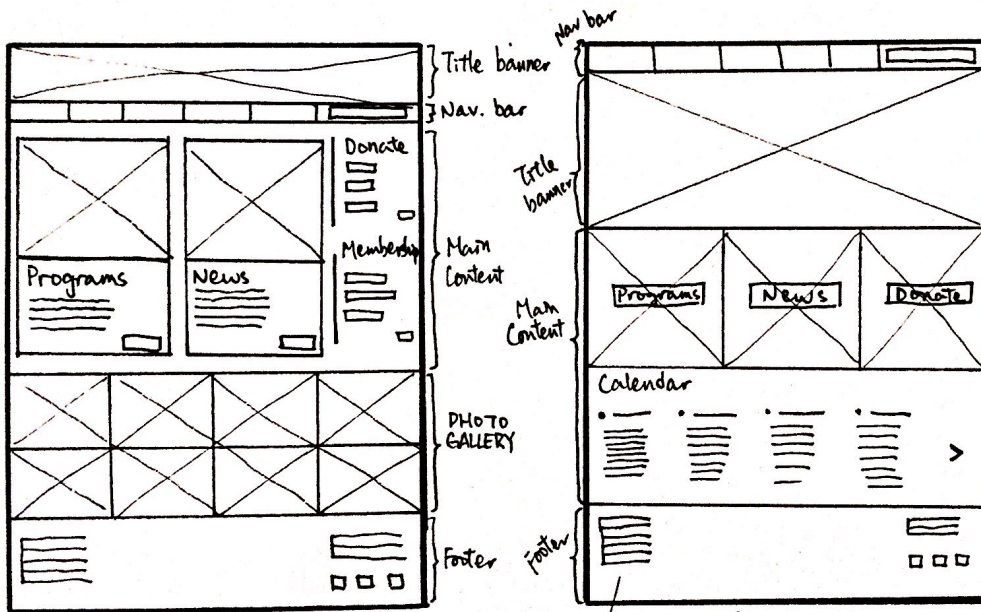 Title banner
Nav. bar
Donate
Membership
Programs
News
Main
Content
PHOTO
GALLERY
Footer
Nav bar
Title
banner
Main
Content
Programs
News
Donate
Calendar
Footer